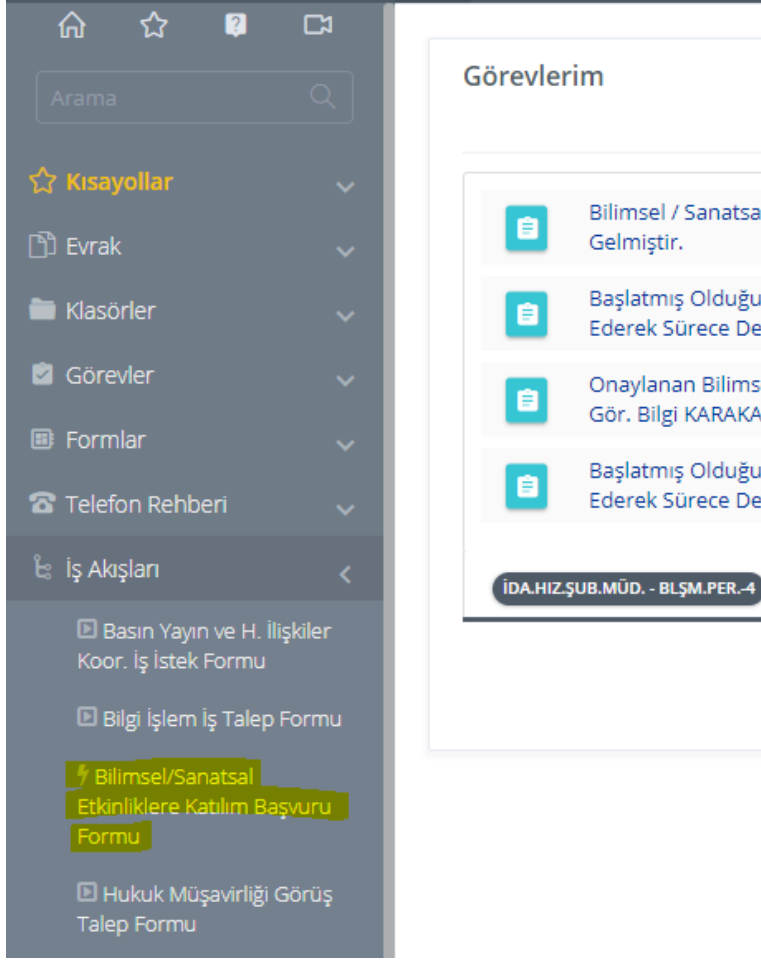 Arama
Kısayollar
Evrak
Klasörler
Görevler
Formlar
Telefon Rehberi
İş Akışları
Basın Yayın ve H. İlişkiler
Koor. İş İstek Formu
Bilgi İşlem İş Talep Formu
Bilimsel/Sanatsal
Etkinliklere Katılım Başvuru
Formu
Hukuk Müşavirliği Görüş
Talep Formu
Görevlerim
Bilimsel / Sanatsa
Gelmiştir.
Başlatmış Olduğu
Ederek Sürece De
Onaylanan Bilims
Gör. Bilgi KARAKA
Başlatmış Olduğu
Ederek Sürece De
İDA.HIZ.ŞUB.MÜD. - BLŞM.PER.-4